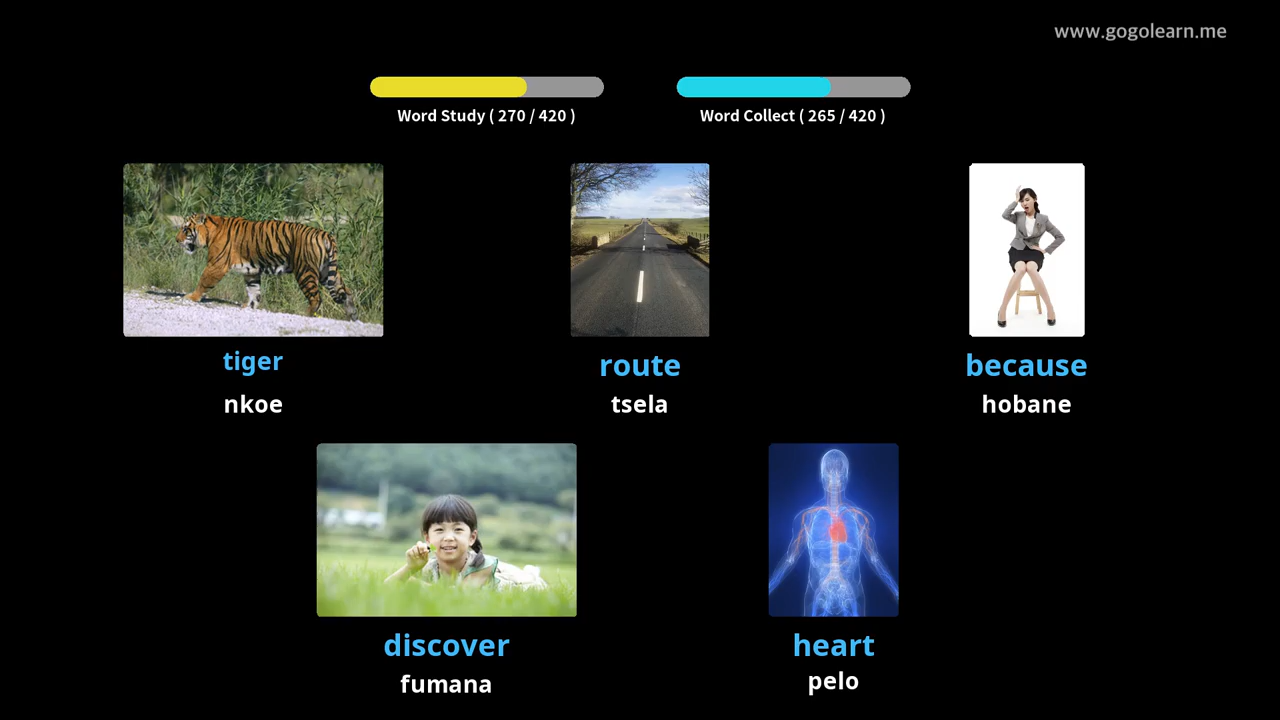 www.gogolearn.me
Word Study ( 270 / 420 )
Word Collect ( 265 / 420 )
tiger
nkoe
route
tsela
because
hobane
discover
fumana
heart
pelo